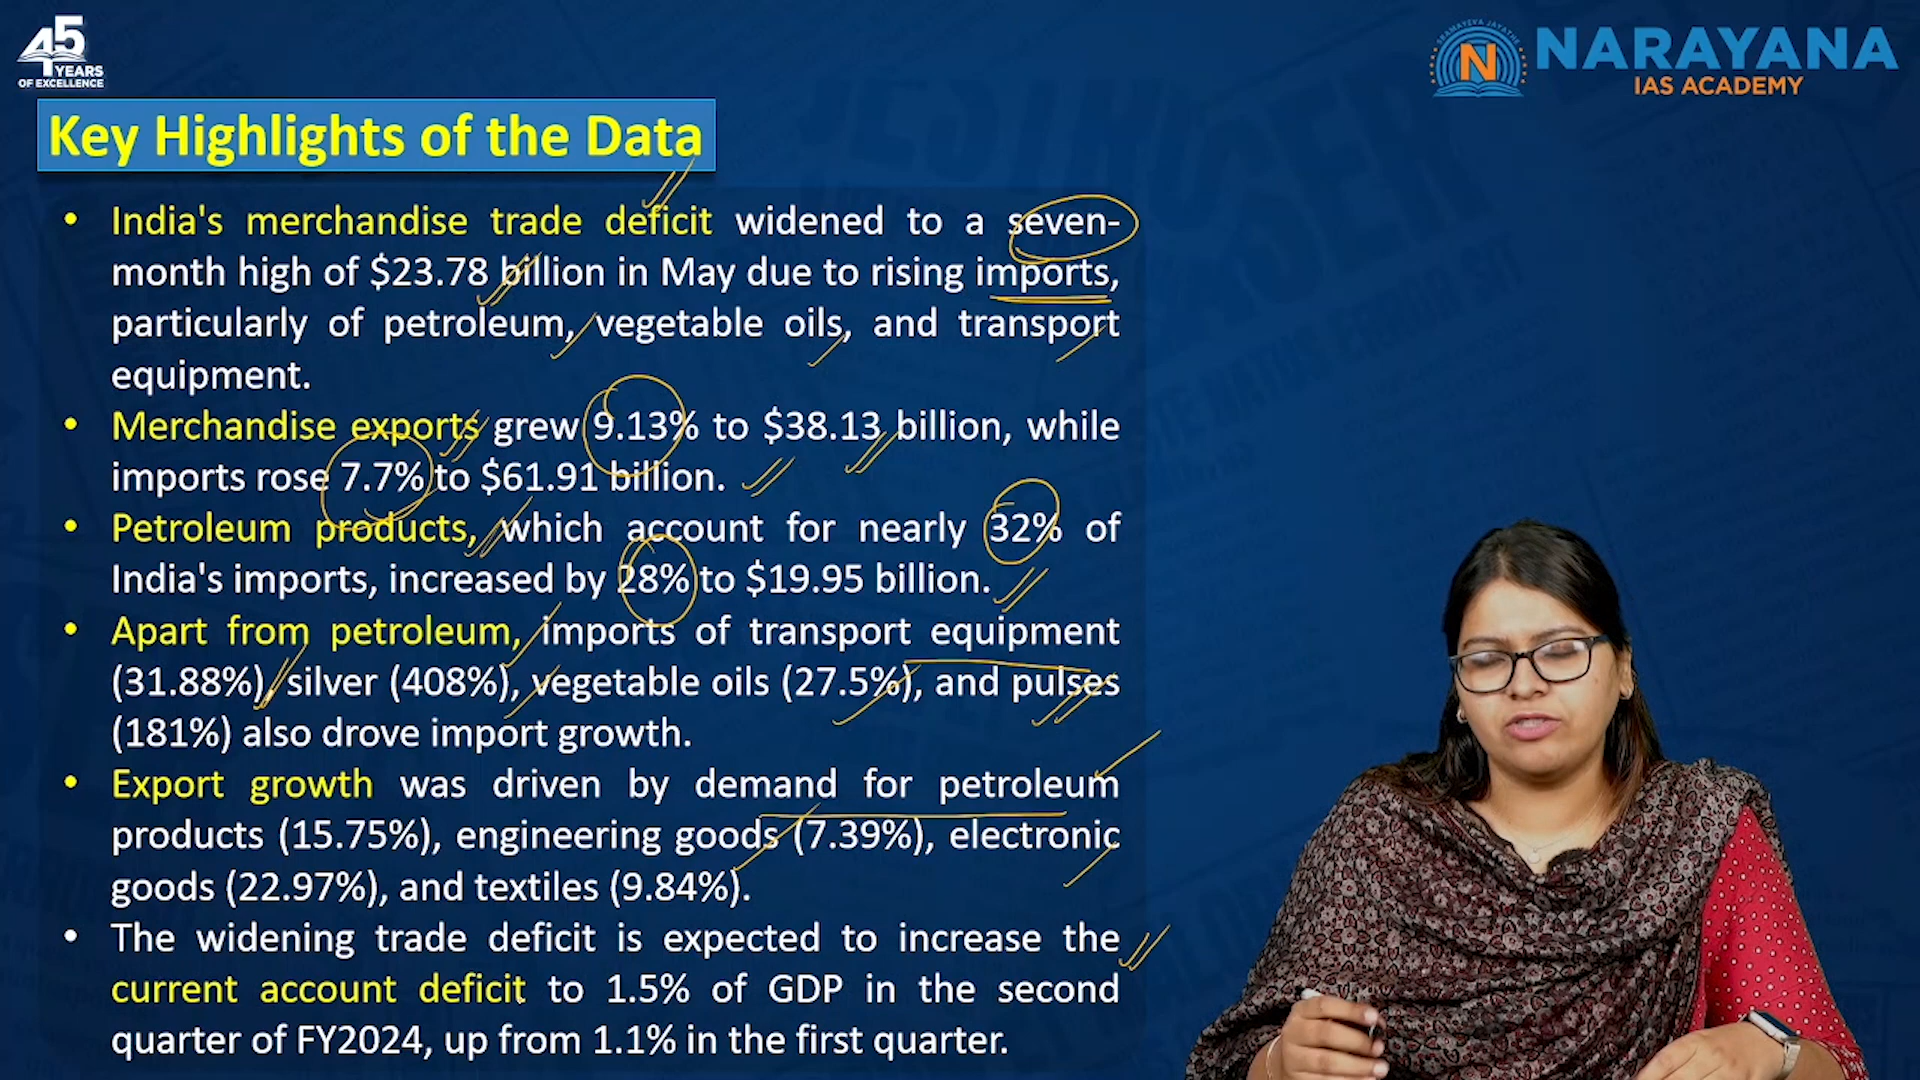 45
YEARS
OF EXCELLENCE
SRAMAYEVA JAYATHE
N
NARAYANA
IAS ACADEMY
Key Highlights of the Data
• India's merchandise trade deficit widened to a seven-
month high of $23.78 billion in May due to rising imports,
particularly of petroleum, vegetable oils, and transport
equipment.
• Merchandise exports grew 9.13% to $38.13 billion, while
imports rose 7.7% to $61.91 billion.
• Petroleum products, which account for nearly 32% of
India's imports, increased by 28% to $19.95 billion.
• Apart from petroleum, imports of transport equipment
(31.88%), silver (408%), vegetable oils (27.5%), and pulses
(181%) also drove import growth.
• Export growth was driven by demand for petroleum
products (15.75%), engineering goods (7.39%), electronic
goods (22.97%), and textiles (9.84%).
• The widening trade deficit is expected to increase the
current account deficit to 1.5% of GDP in the second
quarter of FY2024, up from 1.1% in the first quarter.